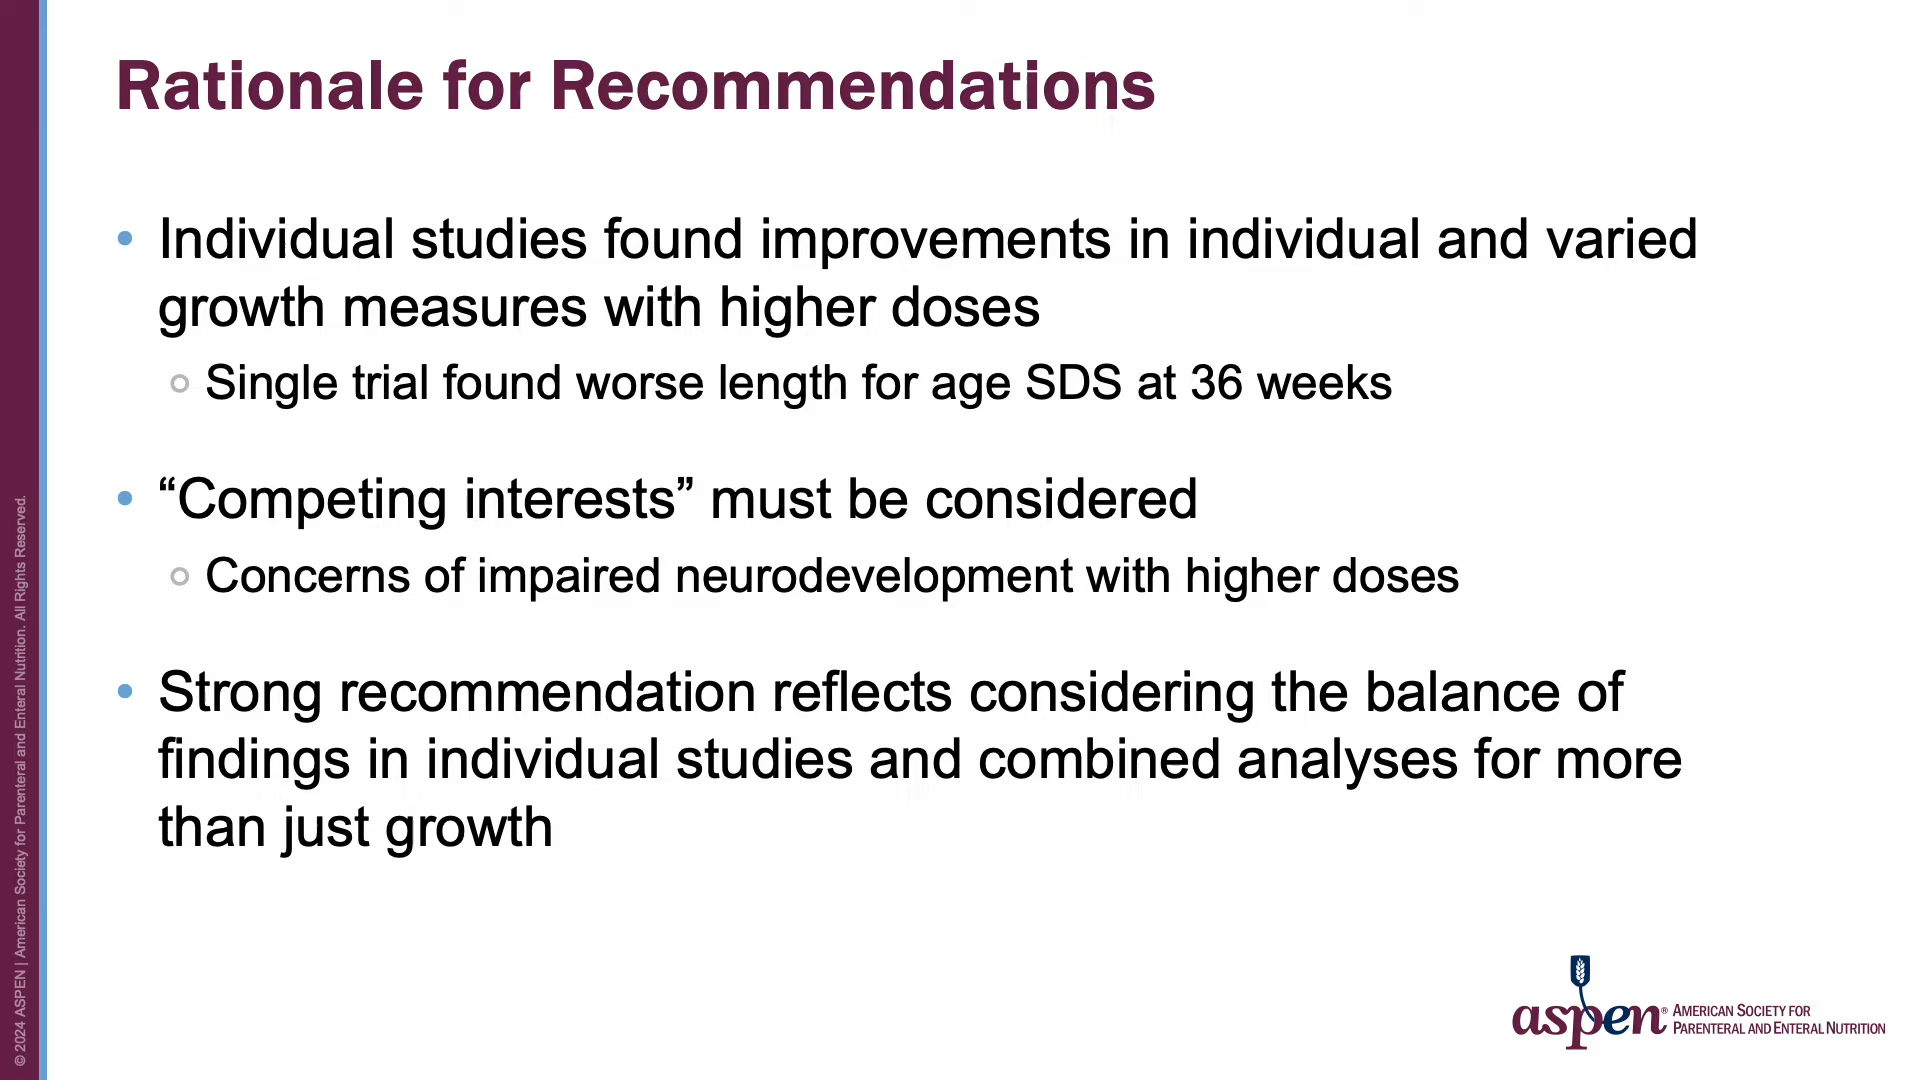 Rationale for Recommendations
• Individual studies found improvements in individual and varied
growth measures with higher doses
○ Single trial found worse length for age SDS at 36 weeks
• “Competing interests” must be considered
○ Concerns of impaired neurodevelopment with higher doses
• Strong recommendation reflects considering the balance of
findings in individual studies and combined analyses for more
than just growth
© 2024 ASPEN | American Society for Parenteral and Enteral Nutrition. All Rights Reserved.
aspen® AMERICAN SOCIETY FOR
PARENTERAL AND ENTERAL NUTRITION